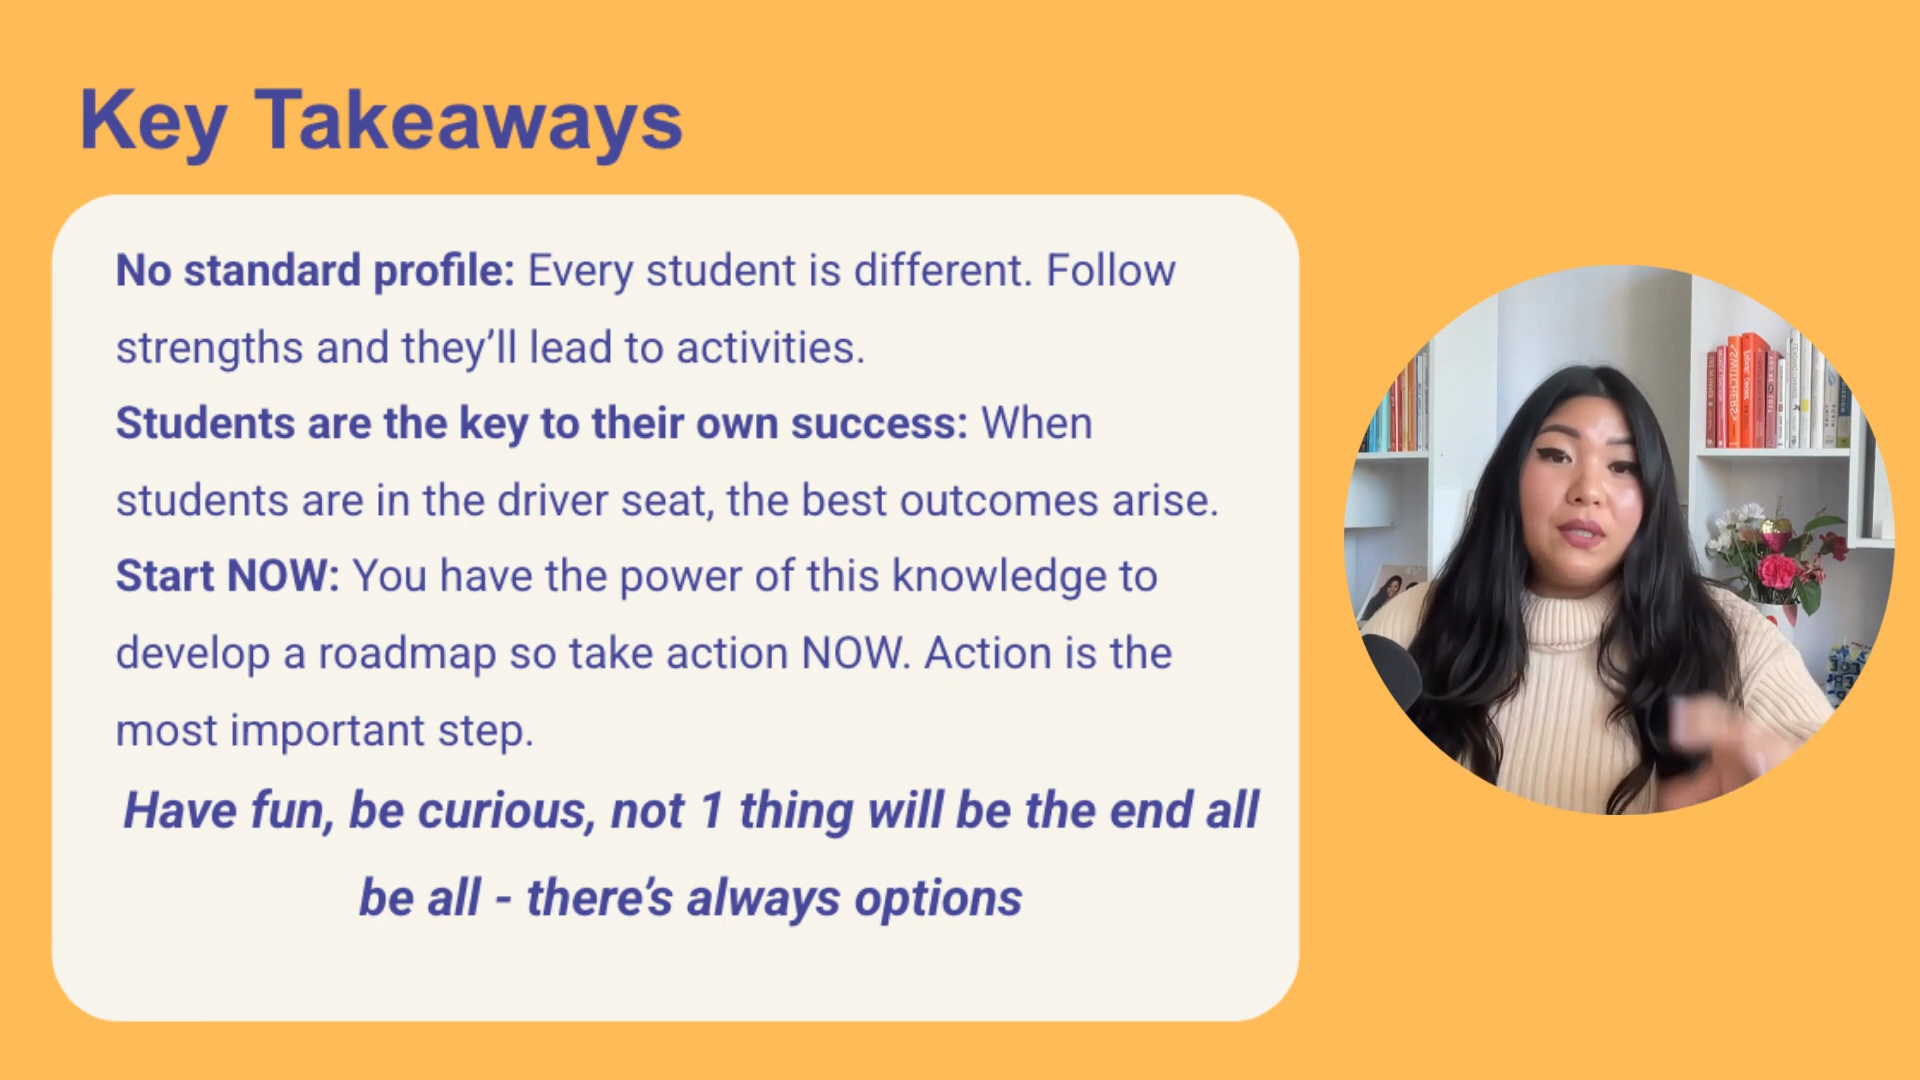 Key Takeaways
No standard profile: Every student is different. Follow
strengths and they’ll lead to activities.
Students are the key to their own success: When
students are in the driver seat, the best outcomes arise.
Start NOW: You have the power of this knowledge to
develop a roadmap so take action NOW. Action is the
most important step.
Have fun, be curious, not 1 thing will be the end all
be all - there’s always options